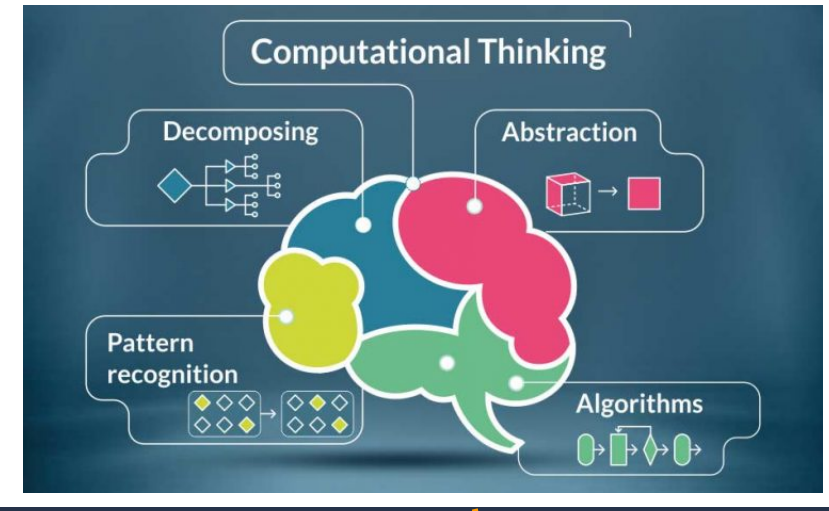 Computational Thinking
Decomposing
Abstraction
Pattern
recognition
Algorithms